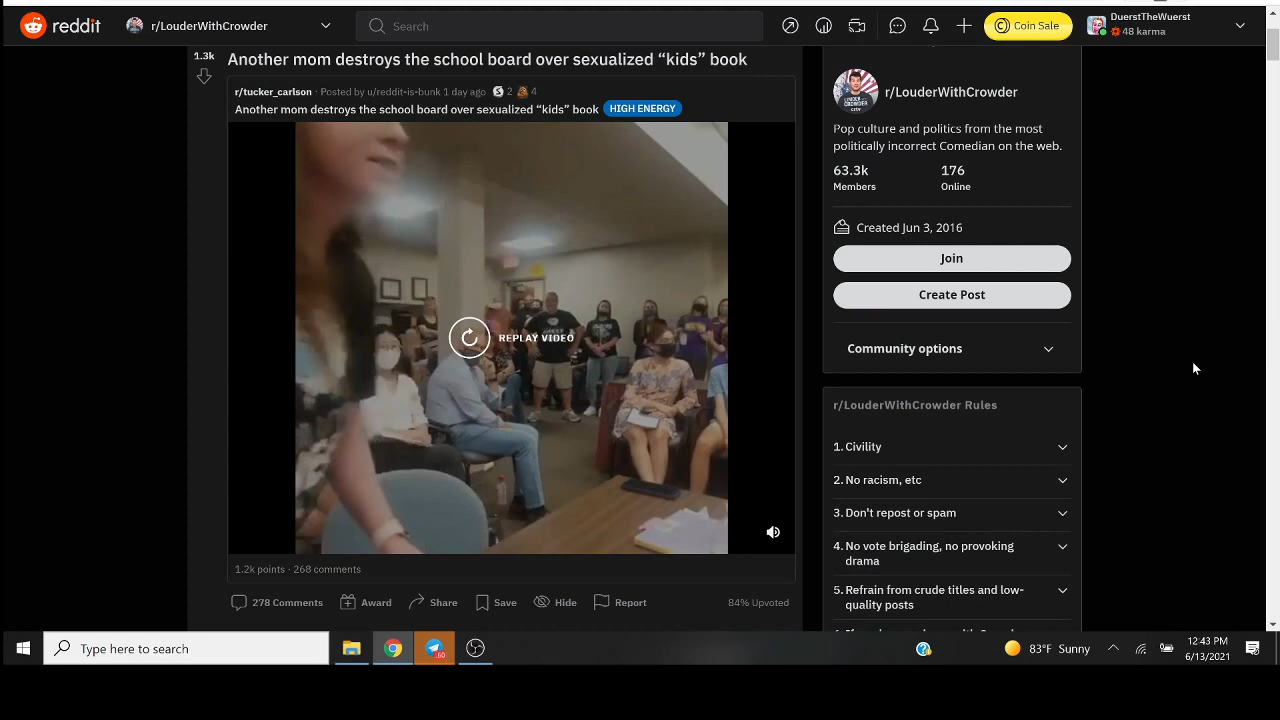 reddit
r/LouderWithCrowder
Search
Coin Sale
DuerstTheWuerst
48 karma
1.3k
Another mom destroys the school board over sexualized “kids” book
r/tucker_carlson · Posted by u/reddit-is-bunk 1 day ago S 2 4
Another mom destroys the school board over sexualized “kids” book HIGH ENERGY
REPLAY VIDEO
1.2k points · 268 comments
278 Comments
Award
Share
Save
Hide
Report
84% Upvoted
r/LouderWithCrowder
Pop culture and politics from the most
politically incorrect Comedian on the web.
63.3k
176
Members
Online
Created Jun 3, 2016
Join
Create Post
Community options
r/LouderWithCrowder Rules
1. Civility
2. No racism, etc
3. Don't repost or spam
4. No vote brigading, no provoking
drama
5. Refrain from crude titles and low-
quality posts
Type here to search
60
83°F Sunny
12:43 PM
6/13/2021